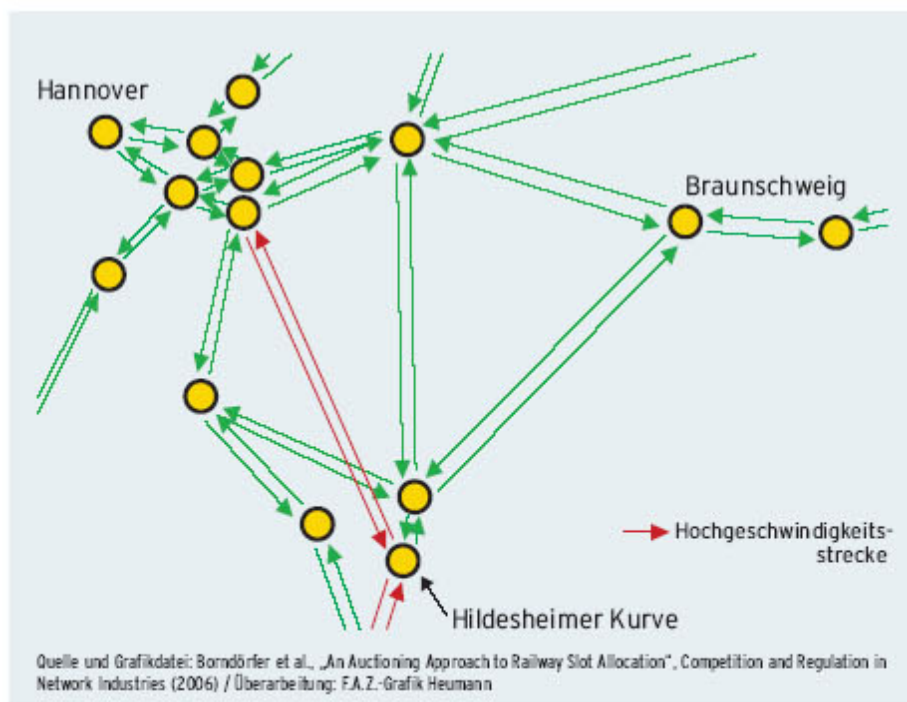 Hannover
Braunschweig
Hochgeschwindigkeits-
strecke
Hildesheimer Kurve
Quelle und Grafikdatei: Borndörfer et al., „An Auctioning Approach to Railway Slot Allocation“, Competition and Regulation in
Network Industries (2006) / Überarbeitung: F.A.Z.-Grafik Heumann